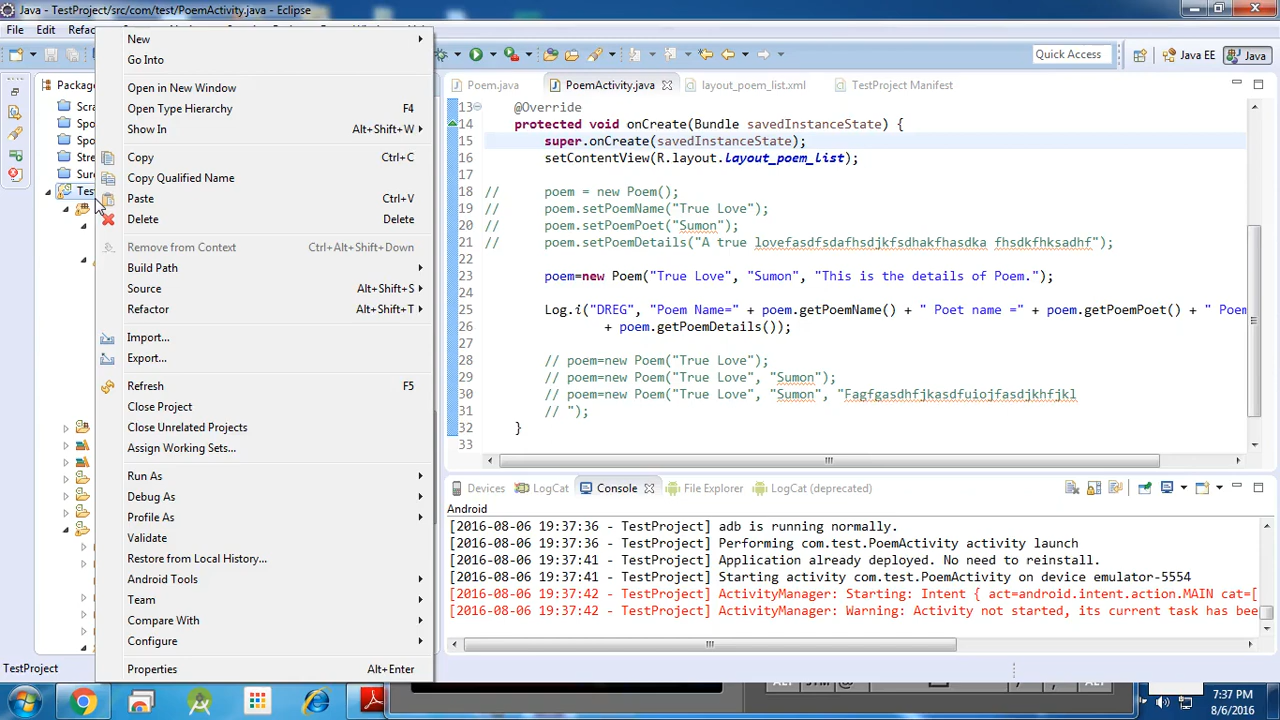 Java - TestProject/src/com/test/PoemActivity.java - Eclipse
File Edit Refa
Quick Access Java EE Java
Packag
Scra
Spo
Spo
Stre
Sur
Tes
New
Go Into
Open in New Window
Open Type Hierarchy F4
Show In Alt+Shift+W
Copy Ctrl+C
Copy Qualified Name
Paste Ctrl+V
Delete Delete
Remove from Context Ctrl+Alt+Shift+Down
Build Path
Source Alt+Shift+S
Refactor Alt+Shift+T
Import...
Export...
Refresh F5
Close Project
Close Unrelated Projects
Assign Working Sets...
Run As
Debug As
Profile As
Validate
Restore from Local History...
Android Tools
Team
Compare With
Configure
Properties Alt+Enter
Poem.java PoemActivity.java layout_poem_list.xml TestProject Manifest
13 @Override
14 protected void onCreate(Bundle savedInstanceState) {
15 super.onCreate(savedInstanceState);
16 setContentView(R.layout.layout_poem_list);
17
18 // poem = new Poem();
19 // poem.setPoemName("True Love");
20 // poem.setPoemPoet("Sumon");
21 // poem.setPoemDetails("A true lovefasdfsdafhsdjkfsdhakfhasdka fhsdkfhksadhf");
22
23 poem=new Poem("True Love", "Sumon", "This is the details of Poem.");
24
25 Log.i("DREG", "Poem Name=" + poem.getPoemName() + " Poet name =" + poem.getPoemPoet() + " Poem
26 + poem.getPoemDetails());
27
28 // poem=new Poem("True Love");
29 // poem=new Poem("True Love", "Sumon");
30 // poem=new Poem("True Love", "Sumon", "Fagfgasdhfjkasdfuiojfasdjkhfjkl
31 // ");
32 }
33
Devices LogCat Console File Explorer LogCat (deprecated)
Android
[2016-08-06 19:37:36 - TestProject] adb is running normally.
[2016-08-06 19:37:36 - TestProject] Performing com.test.PoemActivity activity launch
[2016-08-06 19:37:41 - TestProject] Application already deployed. No need to reinstall.
[2016-08-06 19:37:41 - TestProject] Starting activity com.test.PoemActivity on device emulator-5554
[2016-08-06 19:37:42 - TestProject] ActivityManager: Starting: Intent { act=android.intent.action.MAIN cat=[
[2016-08-06 19:37:42 - TestProject] ActivityManager: Warning: Activity not started, its current task has bee
TestProject
7:37 PM
8/6/2016